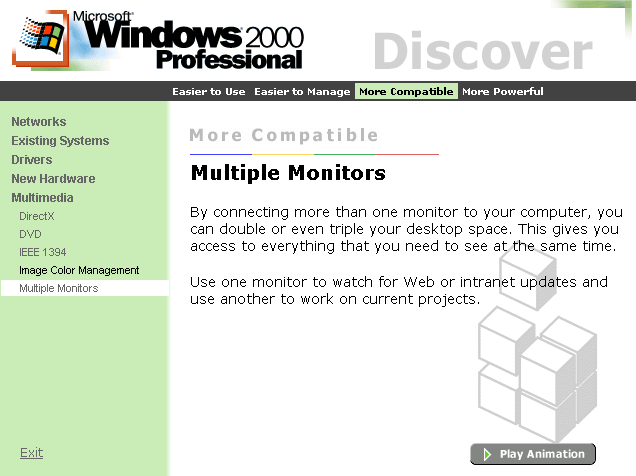 Microsoft®
Windows® 2000
Professional
Discover
Easier to Use Easier to Manage More Compatible More Powerful
Networks
Existing Systems
Drivers
New Hardware
Multimedia
DirectX
DVD
IEEE 1394
Image Color Management
Multiple Monitors
Exit
More Compatible
Multiple Monitors
By connecting more than one monitor to your computer, you
can double or even triple your desktop space. This gives you
access to everything that you need to see at the same time.
Use one monitor to watch for Web or intranet updates and
use another to work on current projects.
Play Animation